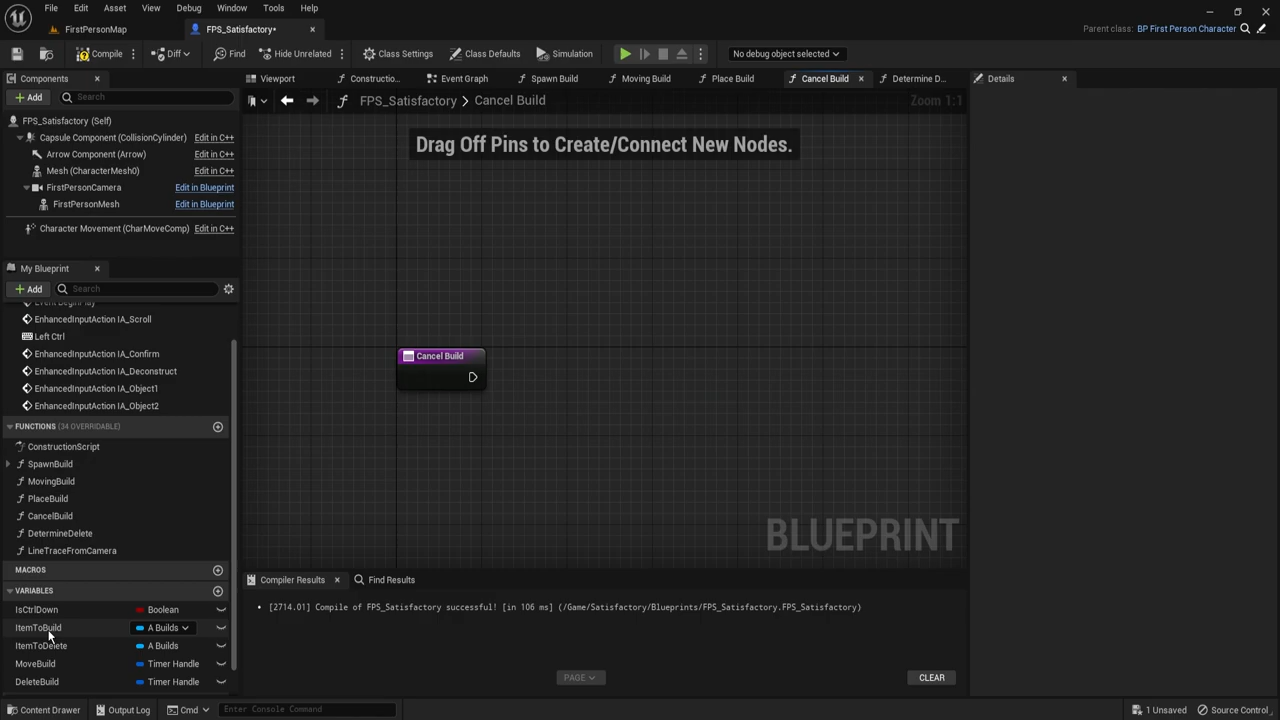 File Edit Asset View Debug Window Tools Help
FirstPersonMap
FPS_Satisfactory•
Parent class: BP First Person Character
Compile
Diff
Find
Hide Unrelated
Class Settings
Class Defaults
Simulation
No debug object selected
Components
Viewport
Constructio...
Event Graph
Spawn Build
Moving Build
Place Build
Cancel Build
Determine D...
Details
Add
Search
FPS_Satisfactory > Cancel Build
Zoom 1:1
FPS_Satisfactory (Self)
Capsule Component (CollisionCylinder) Edit in C++
Arrow Component (Arrow) Edit in C++
Mesh (CharacterMesh0) Edit in C++
FirstPersonCamera Edit in Blueprint
FirstPersonMesh Edit in Blueprint
Character Movement (CharMoveComp) Edit in C++
Drag Off Pins to Create/Connect New Nodes.
My Blueprint
Add
Search
Event BeginPlay
EnhancedInputAction IA_Scroll
Left Ctrl
EnhancedInputAction IA_Confirm
EnhancedInputAction IA_Deconstruct
EnhancedInputAction IA_Object1
EnhancedInputAction IA_Object2
FUNCTIONS (34 OVERRIDABLE)
ConstructionScript
SpawnBuild
MovingBuild
PlaceBuild
CancelBuild
DetermineDelete
LineTraceFromCamera
MACROS
VARIABLES
IsCtrlDown Boolean
ItemToBuild A Builds
ItemToDelete A Builds
MoveBuild Timer Handle
DeleteBuild Timer Handle
Cancel Build
BLUEPRINT
Compiler Results
Find Results
[2714.01] Compile of FPS_Satisfactory successful! [in 106 ms] (/Game/Satisfactory/Blueprints/FPS_Satisfactory.FPS_Satisfactory)
PAGE
CLEAR
Content Drawer
Output Log
Cmd
Enter Console Command
1 Unsaved
Source Control